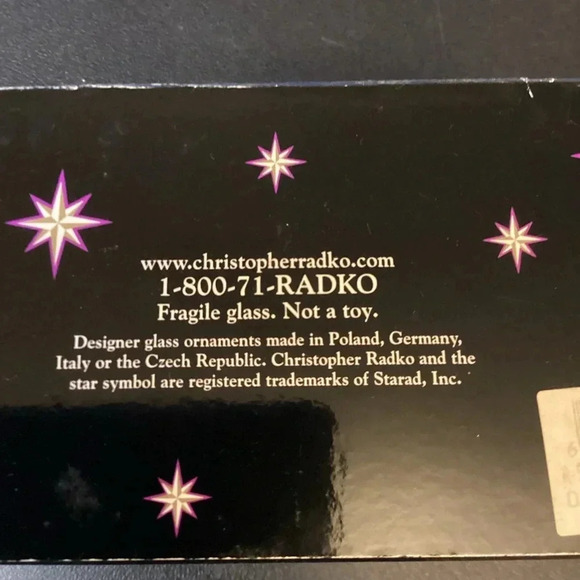 www.christopherradko.com
1-800-71-RADKO
Fragile glass. Not a toy.
Designer glass ornaments made in Poland, Germany,
Italy or the Czech Republic. Christopher Radko and the
star symbol are registered trademarks of Starad, Inc.